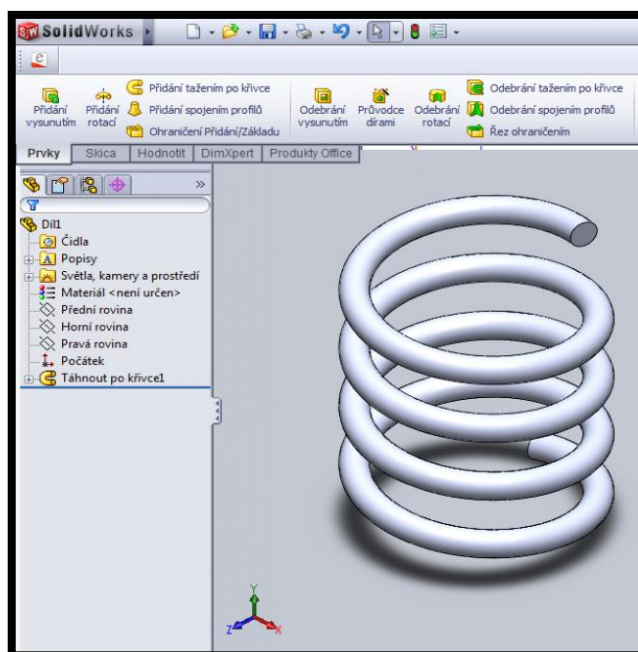 SolidWorks
Přidání vysunutím
Přidání rotací
Přidání tažením po křivce
Přidání spojením profilů
Ohraničení Přidání/Základu
Odebrání vysunutím
Průvodce dírami
Odebrání rotací
Odebrání tažením po křivce
Odebrání spojením profilů
Řez ohraničením
Prvky
Skica
Hodnotit
DimXpert
Produkty Office
Díl1
Čidla
Popisy
Světla, kamery a prostředí
Materiál <není určen>
Přední rovina
Horní rovina
Pravá rovina
Počátek
Táhnout po křivce1
Y
Z
X